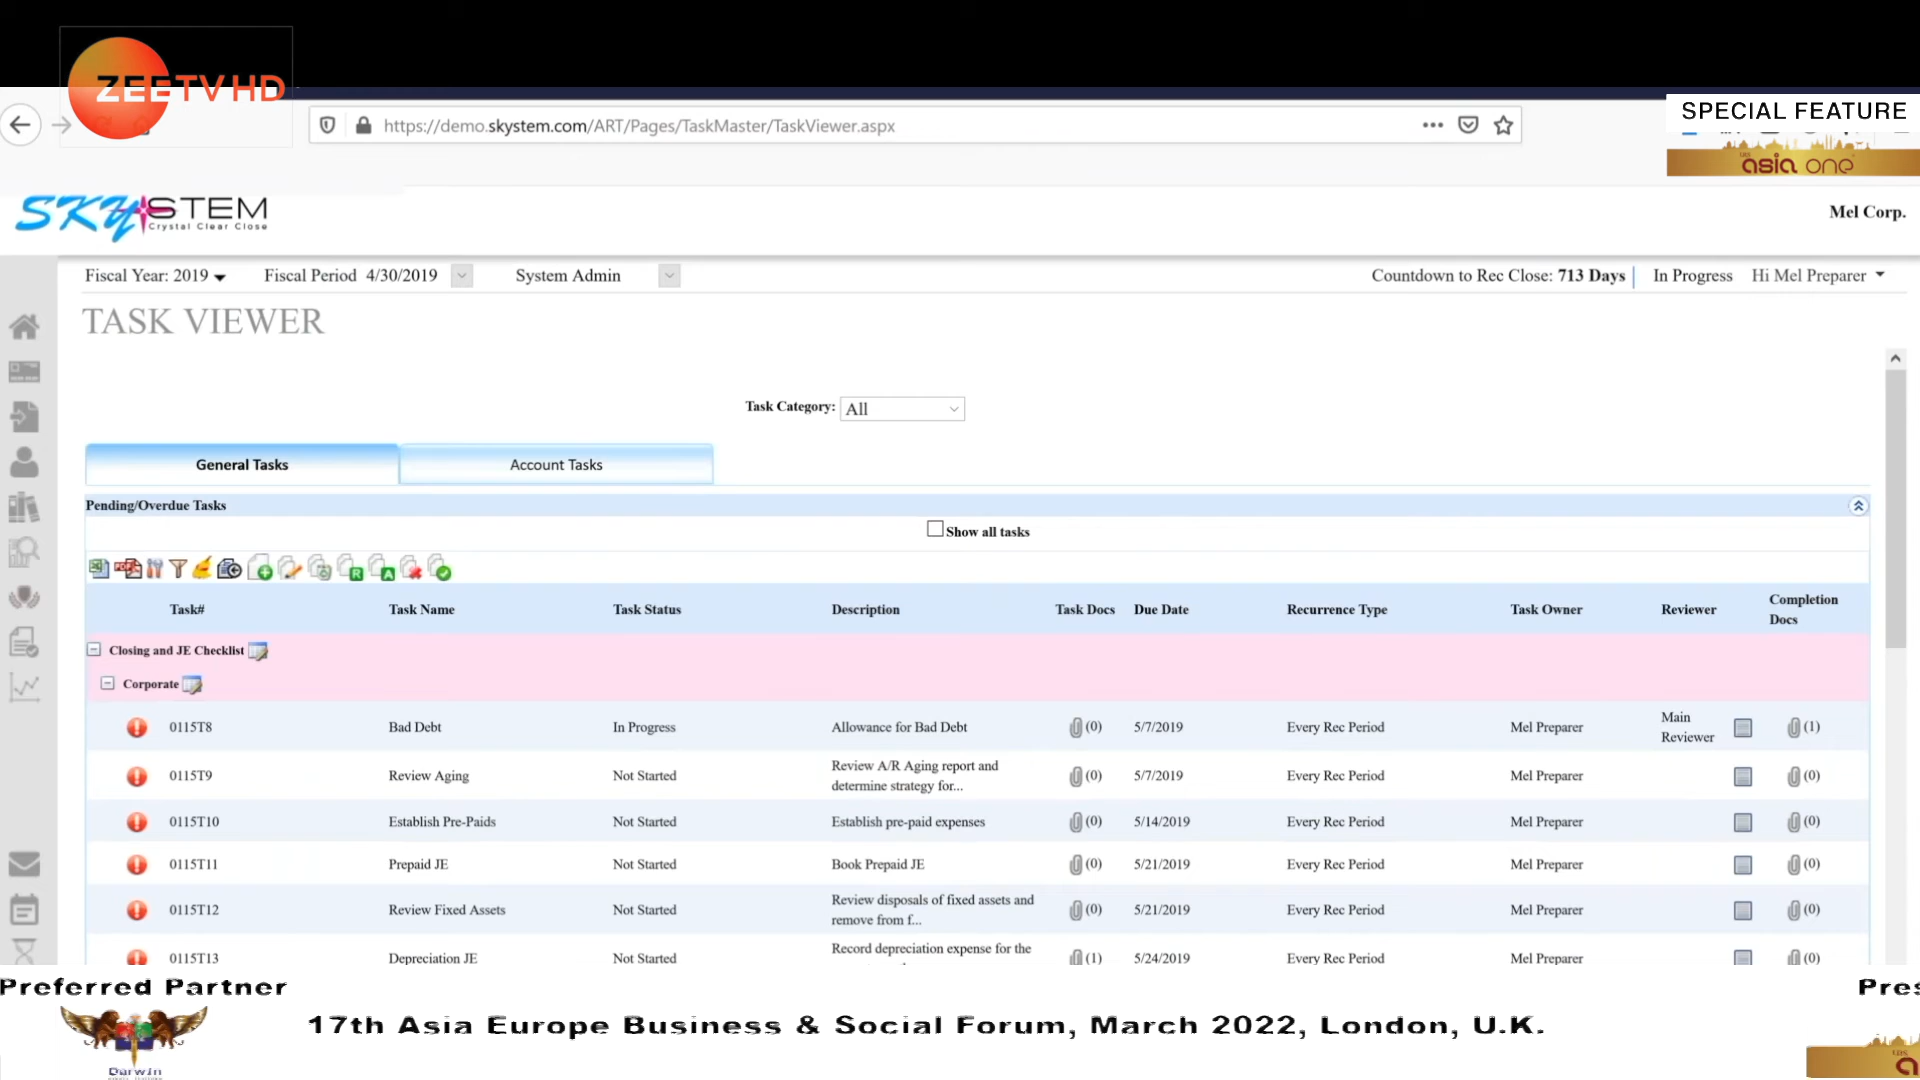 ZEE TV HD
SPECIAL FEATURE
https://demo.skystem.com/ART/Pages/TaskMaster/TaskViewer.aspx
asia one
SKYSTEM
Crystal Clear Close
Mel Corp.
Fiscal Year: 2019 Fiscal Period 4/30/2019 System Admin Countdown to Rec Close: 713 Days In Progress Hi Mel Preparer
TASK VIEWER
Task Category: All
General Tasks Account Tasks
Pending/Overdue Tasks
Show all tasks
Task# Task Name Task Status Description Task Docs Due Date Recurrence Type Task Owner Reviewer Completion Docs
Closing and JE Checklist
Corporate
0115T8 Bad Debt In Progress Allowance for Bad Debt (0) 5/7/2019 Every Rec Period Mel Preparer Main Reviewer (1)
0115T9 Review Aging Not Started Review A/R Aging report and determine strategy for... (0) 5/7/2019 Every Rec Period Mel Preparer (0)
0115T10 Establish Pre-Paids Not Started Establish pre-paid expenses (0) 5/14/2019 Every Rec Period Mel Preparer (0)
0115T11 Prepaid JE Not Started Book Prepaid JE (0) 5/21/2019 Every Rec Period Mel Preparer (0)
0115T12 Review Fixed Assets Not Started Review disposals of fixed assets and remove from f... (0) 5/21/2019 Every Rec Period Mel Preparer (0)
0115T13 Depreciation JE Not Started Record depreciation expense for the (1) 5/24/2019 Every Rec Period Mel Preparer (0)
Preferred Partner
17th Asia Europe Business & Social Forum, March 2022, London, U.K.
Darwin